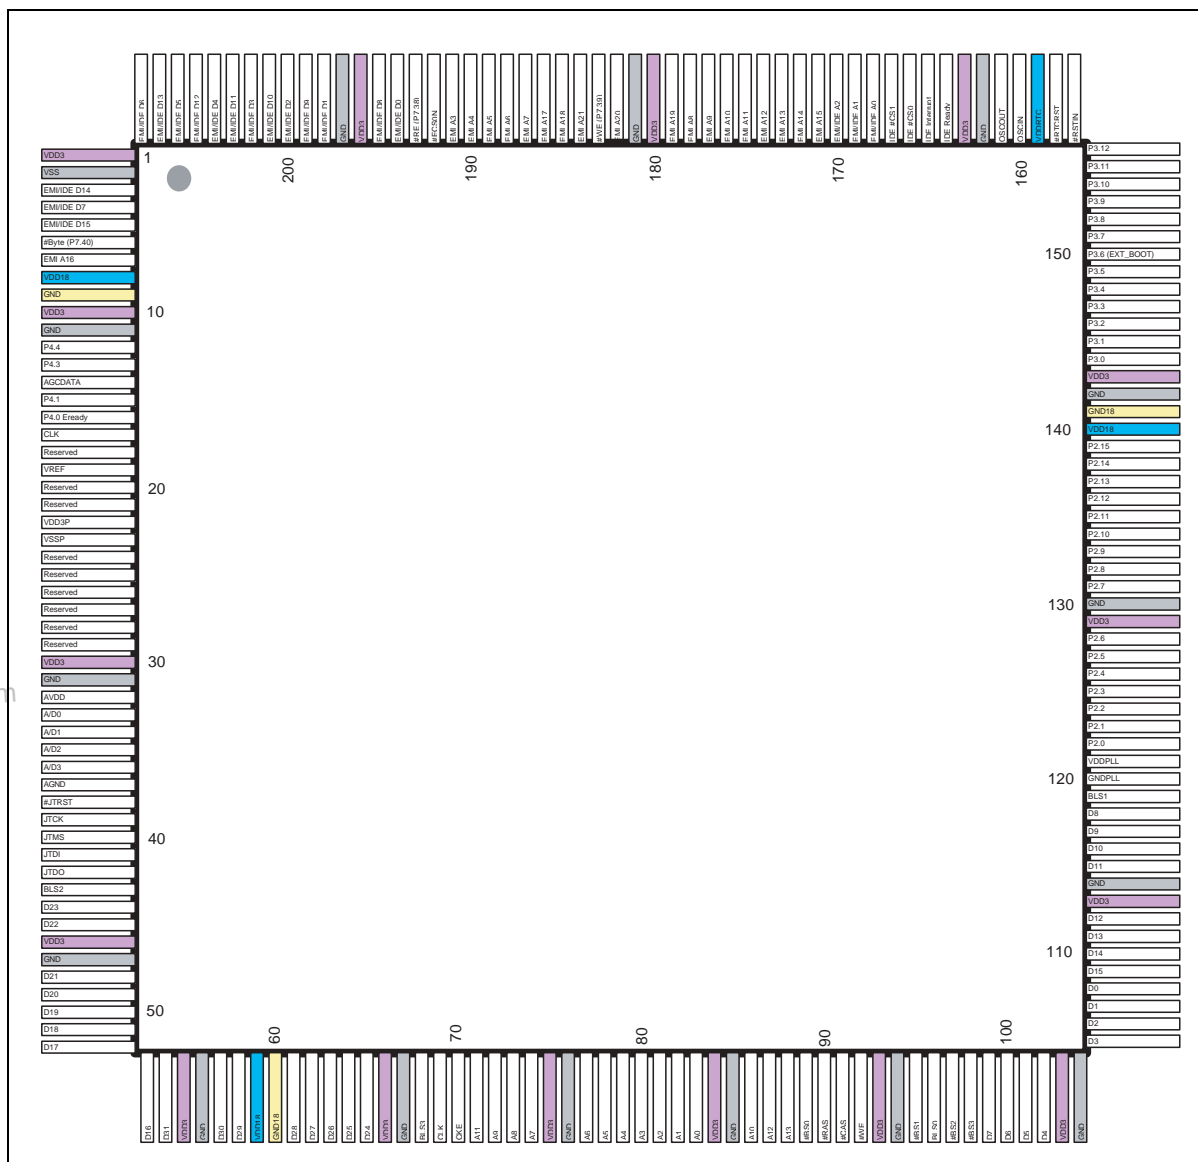 EMI/IDE D6
EMI/IDE D13
EMI/IDE D5
EMI/IDE D12
EMI/IDE D4
EMI/IDE D11
EMI/IDE D3
EMI/IDE D10
EMI/IDE D2
EMI/IDE D9
EMI/IDE D1
GND
VDD3
EMI/IDE D8
EMI/IDE D0
#RE (P7.38)
#ECS0N
EMI A3
EMI A4
EMI A5
EMI A6
EMI A7
EMI A17
EMI A18
EMI A21
#WE (P7.39)
EMI A20
GND
VDD3
EMI A19
EMI A8
EMI A9
EMI A10
EMI A11
EMI A12
EMI A13
EMI A14
EMI A15
EMI/IDE A2
EMI/IDE A1
EMI/IDE A0
IDE #CS1
IDE #CS0
IDE Interrupt
IDE Ready
VDD3
GND
OSCOUT
OSCIN
VDDRTC
#RTCRST
#RSTIN
1
200
190
180
170
160
VDD3
VSS
EMI/IDE D14
EMI/IDE D7
EMI/IDE D15
#Byte (P7.40)
EMI A16
VDD18
GND
VDD3
10
GND
P4.4
P4.3
AGCDATA
P4.1
P4.0 Eready
CLK
Reserved
VREF
Reserved
20
Reserved
VDD3P
VSSP
Reserved
Reserved
Reserved
Reserved
Reserved
Reserved
VDD3
30
GND
AVDD
m
A/D0
A/D1
A/D2
A/D3
AGND
#JTRST
JTCK
JTMS
40
JTDI
JTDO
BLS2
D23
D22
VDD3
GND
D21
D20
D19
50
D18
D17
P3.12
P3.11
P3.10
P3.9
P3.8
P3.7
150
P3.6 (EXT_BOOT)
P3.5
P3.4
P3.3
P3.2
P3.1
P3.0
VDD3
GND
GND18
140
VDD18
P2.15
P2.14
P2.13
P2.12
P2.11
P2.10
P2.9
P2.8
P2.7
130
GND
VDD3
P2.6
P2.5
P2.4
P2.3
P2.2
P2.1
P2.0
VDDPLL
120
GNDPLL
BLS1
D8
D9
D10
D11
GND
VDD3
D12
D13
110
D14
D15
D0
D1
D2
D3
60
70
80
90
100
D16
D31
VDD3
GND
D30
D29
VDD18
GND18
D28
D27
D26
D25
D24
VDD3
GND
BLS3
CLK
CKE
A11
A9
A8
A7
VDD3
GND
A6
A5
A4
A3
A2
A1
A0
VDD3
GND
A10
A12
A13
#BS0
#RAS
#CAS
#WE
VDD3
GND
#BS1
BLS0
#BS2
#BS3
D7
D6
D5
D4
VDD3
GND